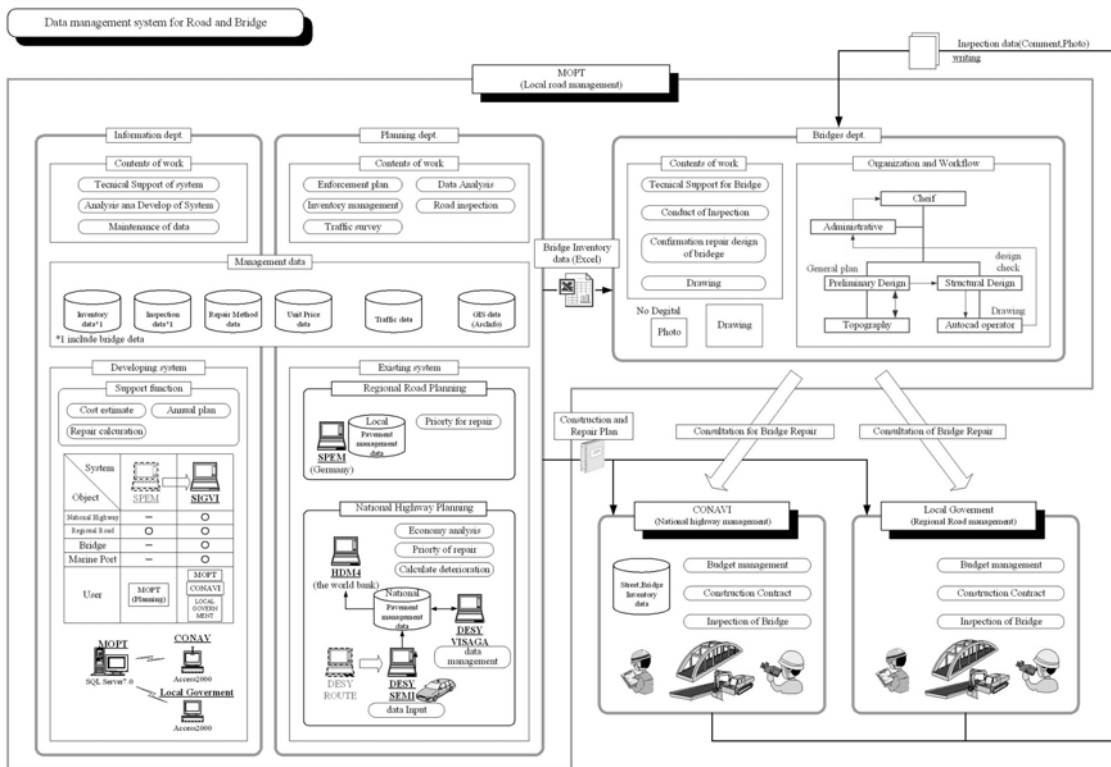 Data management system for Road and Bridge
Inspection data(Comment,Photo)
writing
MOPT
(Local road management)
Information dept.
Contents of work
Tecnical Support of system
Analysis ana Develop of System
Maintenance of data
Planning dept.
Contents of work
Enforcement plan
Data Analysis
Inventory management
Road inspection
Traffic survey
Management data
Inventory
data*1
Inspection
data*1
Repair Method
data
Unit Price
data
Traffic data
GIS data
(ArcInfo)
*1 include bridge deta
Bridge Inventory
data (Excel)
Bridges dept.
Contents of work
Tecnical Support for Bridge
Conduct of Inspection
Confirmation repair design
of bridege
Drawing
No Degital
Photo
Drawing
Organization and Workflow
Cheif
Administrative
General plan
design
check
Preliminary Design
Structural Design
Drawing
Topography
Autocad operator
Developing system
Support function
Cost estimate
Annual plan
Repair calcuration
System
Object
SPEM
SIGVI
National Highway
–
O
Regional Road
O
O
Bridge
–
O
Marine Port
–
O
User
MOPT
(Planning)
MOPT
CONAVI
LOCAL
GOVERN
MENT
MOPT
SQL Server7.0
CONAV
Access2000
Local Goverment
Access2000
Existing system
Regional Road Planning
Local
Pavement
management
data
Priority for repair
SPEM
(Germany)
National Highway Planning
Economy analysis
Priorty of repair
Calculate deterioration
HDM4
(the world bank)
National
Pavement
management
data
DESY
VISAGA
data
management
DESY
ROUTE
DESY
SEMI
data Input
Construction and
Repair Plan
Consultation for Bridge Repair
Consultation of Bridge Repair
CONAVI
(National highway management)
Street,Bridge
Inventory
data
Budget management
Construction Contract
Inspection of Bridge
Local Goverment
(Regional Road management)
Budget management
Construction Contract
Inspection of Bridge